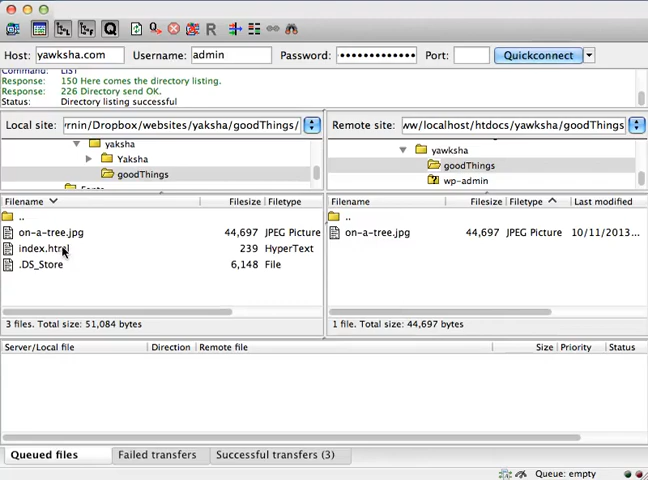 Q R
Host: yawksha.com Username: admin Password: •••••••••••• Port: Quickconnect
Command: LIST
Response: 150 Here comes the directory listing.
Response: 226 Directory send OK.
Status: Directory listing successful
Local site: rnin/Dropbox/websites/yaksha/goodThings/ Remote site: ww/localhost/htdocs/yawksha/goodThings
yaksha
Yaksha
goodThings
yawksha
goodThings
wp-admin
Filename Filesize Filetype
..
on-a-tree.jpg 44,697 JPEG Picture
index.html 239 HyperText
.DS_Store 6,148 File
3 files. Total size: 51,084 bytes
Filename Filesize Filetype Last modified
..
on-a-tree.jpg 44,697 JPEG Picture 10/11/2013...
1 file. Total size: 44,697 bytes
Server/Local file Direction Remote file Size Priority Status
Queued files Failed transfers Successful transfers (3)
Queue: empty